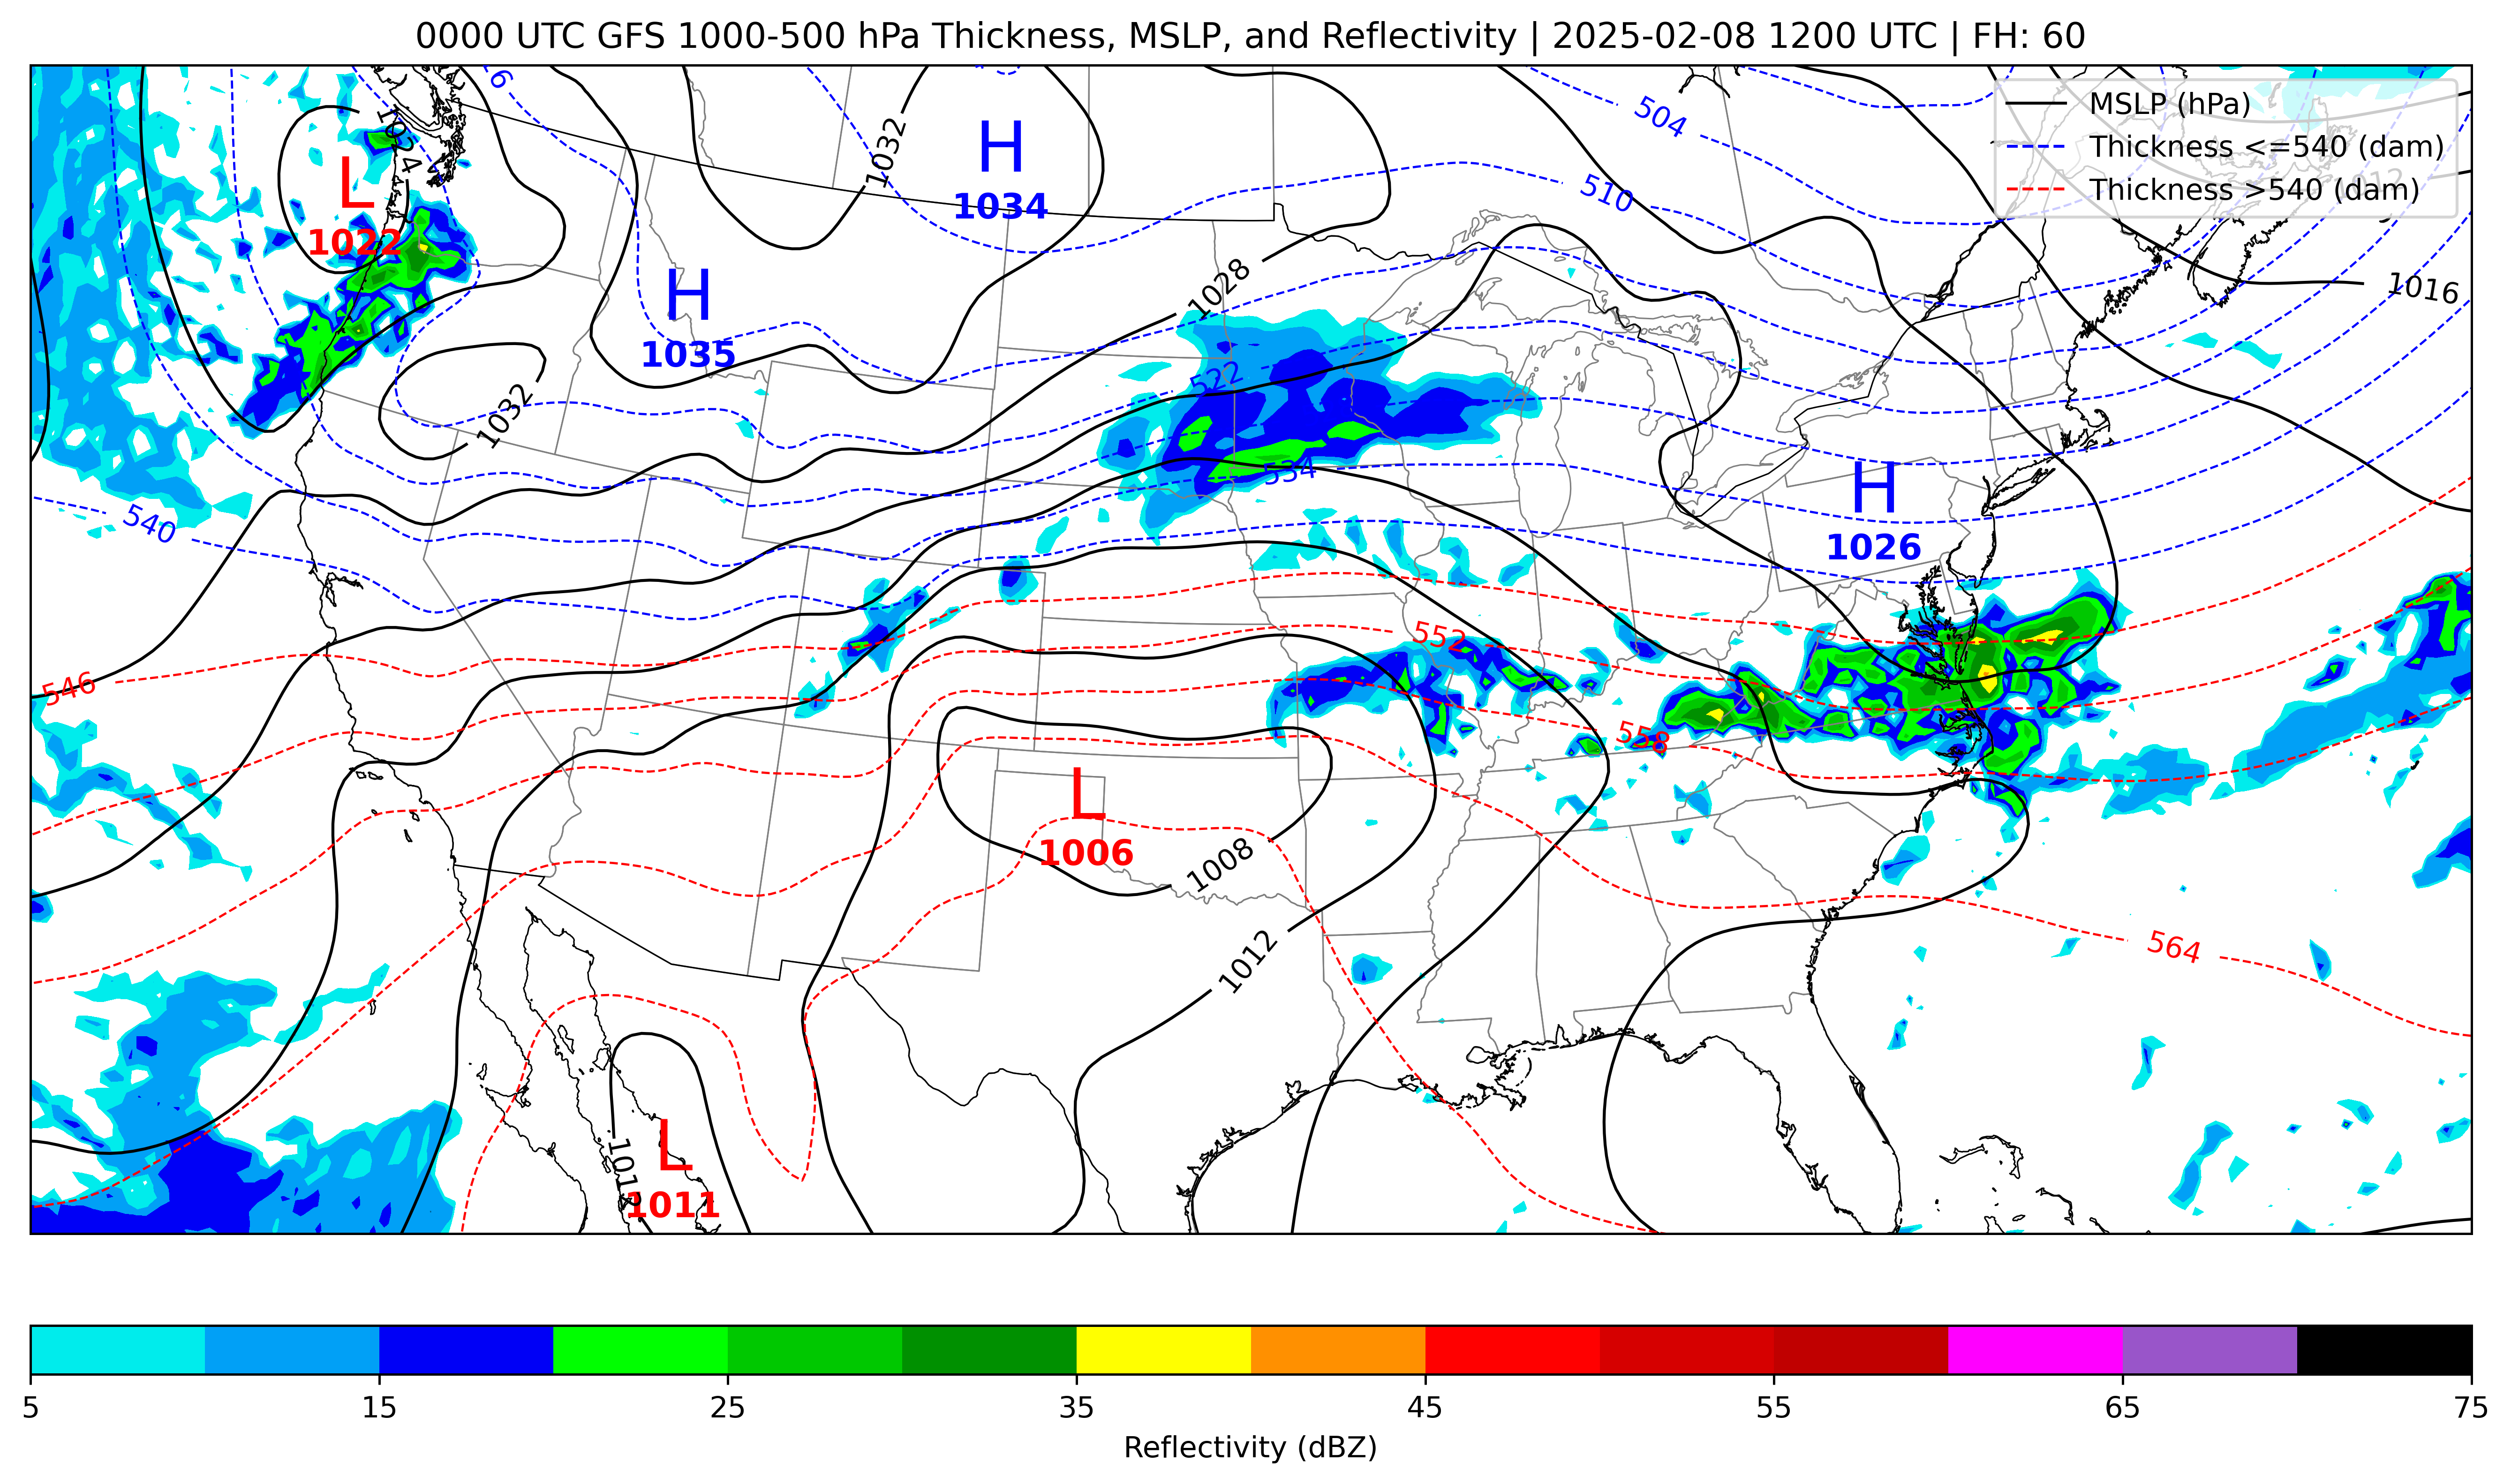 0000 UTC GFS 1000-500 hPa Thickness, MSLP, and Reflectivity | 2025-02-08 1200 UTC | FH: 60
MSLP (hPa)
Thickness <=540 (dam)
Thickness >540 (dam)
6
504
1024
1032
H
1034
L
1022
510
H
1035
1028
1016
522
1032
534
H
1026
540
546
552
558
L
1006
1008
1012
564
L
1011
1012
5
15
25
35
45
55
65
75
Reflectivity (dBZ)